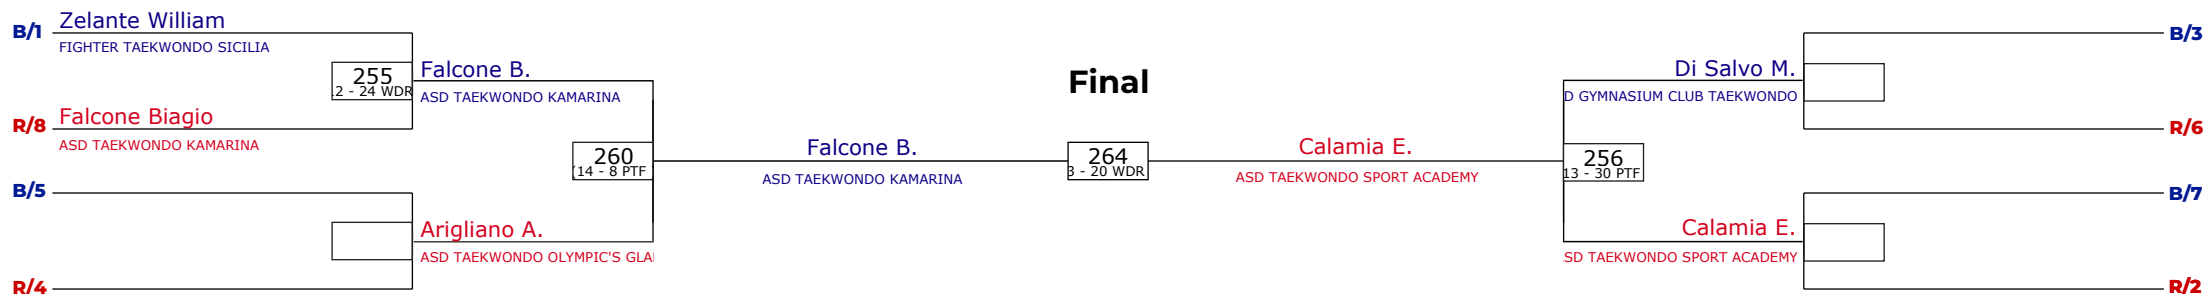 B/1 Zelante William
FIGHTER TAEKWONDO SICILIA
255
2 - 24 WDR
Falcone B.
ASD TAEKWONDO KAMARINA
R/8 Falcone Biagio
ASD TAEKWONDO KAMARINA
260
(14 - 8 PTF
B/5
Arigliano A.
ASD TAEKWONDO OLYMPIC'S
R/4
Final
Falcone B.
ASD TAEKWONDO KAMARINA
264
3 - 20 WDR
Calamia E.
ASD TAEKWONDO SPORT ACADEMY
B/3
Di Salvo M.
D GYMNASIUM CLUB TAEKWONDO
R/6
256
13 - 30 PTF
B/7
Calamia E.
SD TAEKWONDO SPORT ACADEMY
R/2